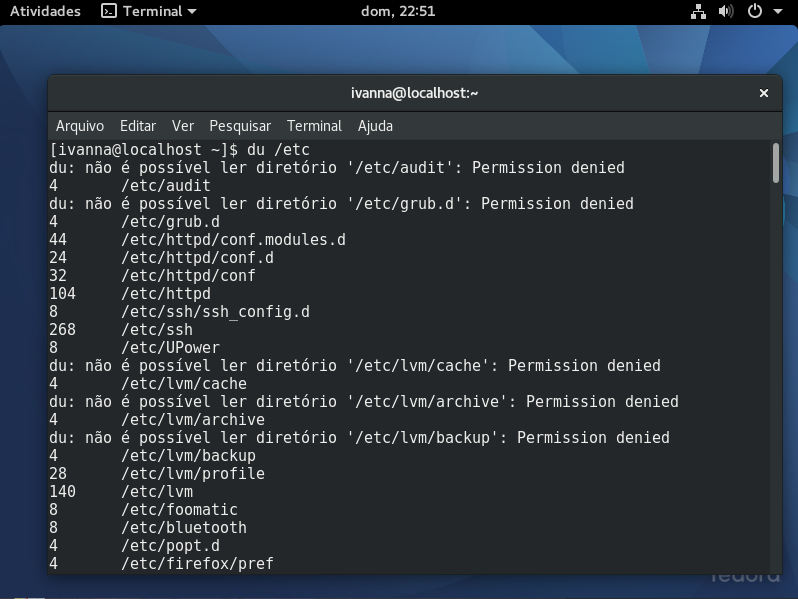 Atividades Terminal dom, 22:51
ivanna@localhost:~
Arquivo Editar Ver Pesquisar Terminal Ajuda
[ivanna@localhost ~]$ du /etc
du: não é possível ler diretório '/etc/audit': Permission denied
4 /etc/audit
du: não é possível ler diretório '/etc/grub.d': Permission denied
4 /etc/grub.d
44 /etc/httpd/conf.modules.d
24 /etc/httpd/conf.d
32 /etc/httpd/conf
104 /etc/httpd
8 /etc/ssh/ssh_config.d
268 /etc/ssh
8 /etc/UPower
du: não é possível ler diretório '/etc/lvm/cache': Permission denied
4 /etc/lvm/cache
du: não é possível ler diretório '/etc/lvm/archive': Permission denied
4 /etc/lvm/archive
du: não é possível ler diretório '/etc/lvm/backup': Permission denied
4 /etc/lvm/backup
28 /etc/lvm/profile
140 /etc/lvm
8 /etc/foomatic
8 /etc/bluetooth
4 /etc/popt.d
4 /etc/firefox/pref
fedora